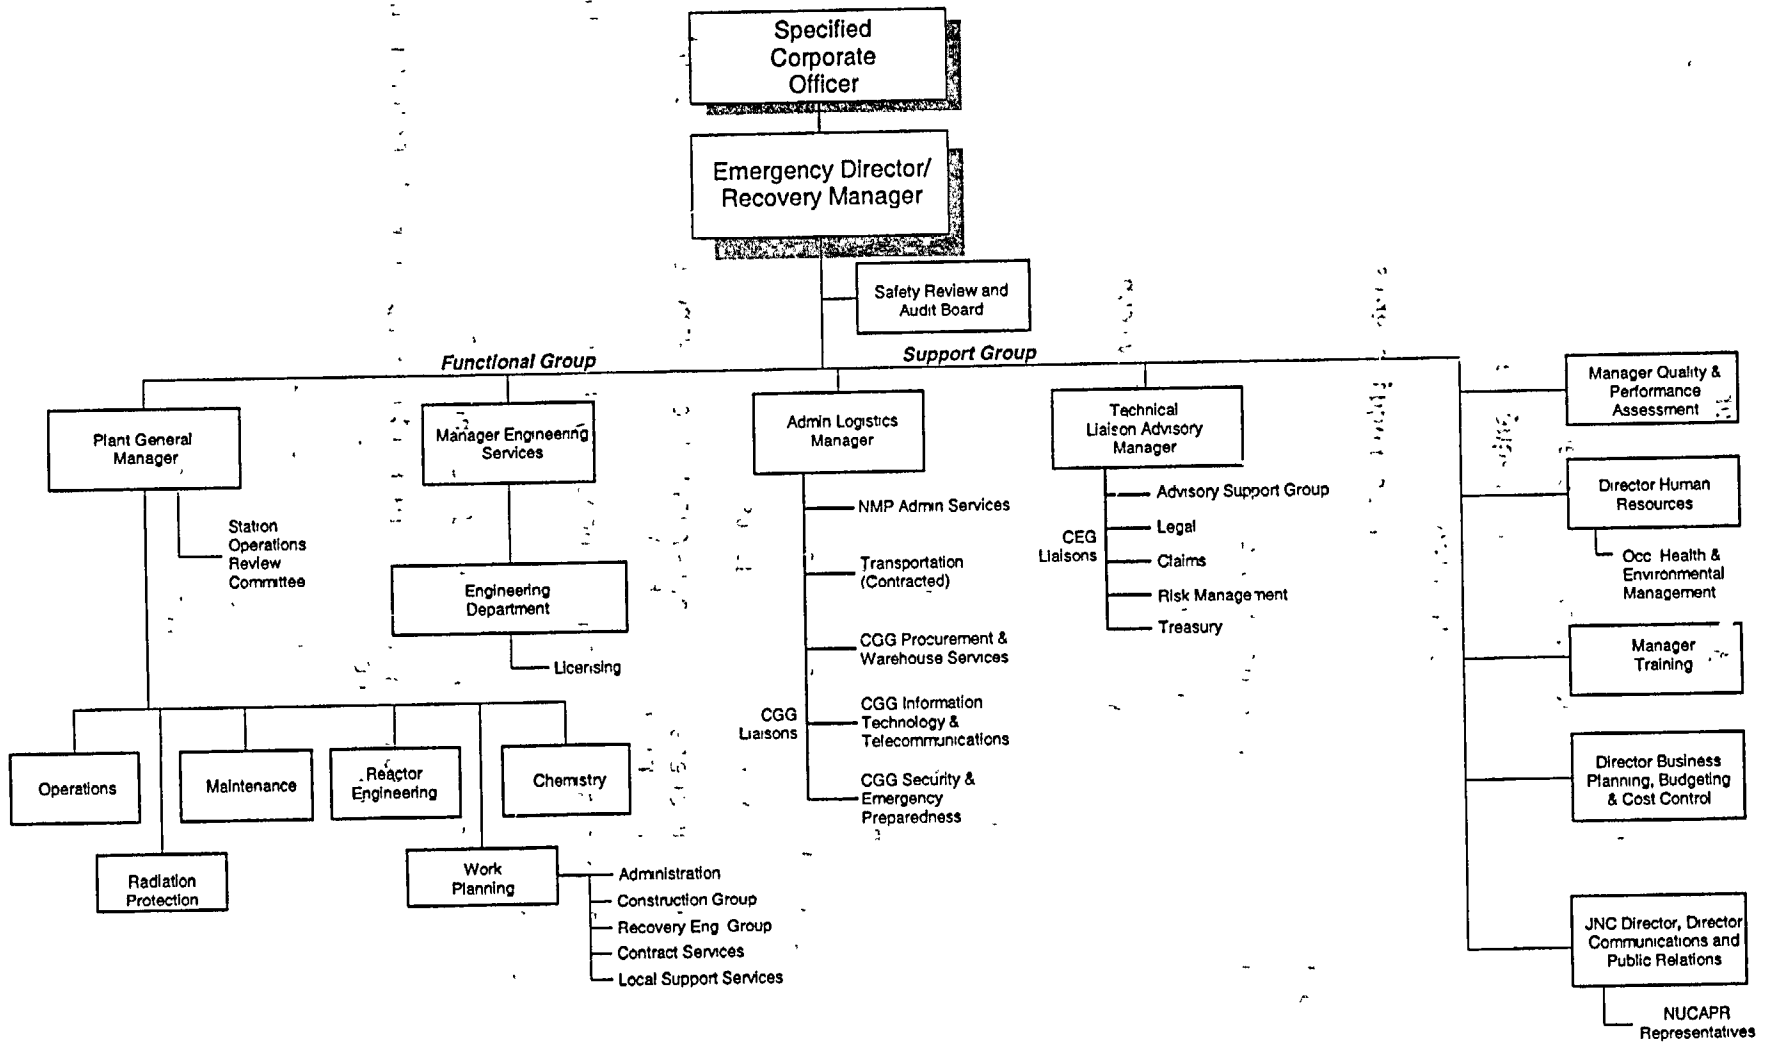 Specified
Corporate
Officer
Emergency Director/
Recovery Manager
Safety Review and
Audit Board
Functional Group
Support Group
Plant General
Manager
Station
Operations
Review
Committee
Manager Engineering
Services
Engineering
Department
Licensing
Admin Logistics
Manager
NMP Admin Services
Transportation
(Contracted)
CGG Procurement &
Warehouse Services
CGG
Liaisons
CGG Information
Technology &
Telecommunications
CGG Security &
Emergency
Preparedness
Technical
Liaison Advisory
Manager
CEG
Liaisons
Advisory Support Group
Legal
Claims
Risk Management
Treasury
Manager Quality &
Performance
Assessment
Director Human
Resources
Occ Health &
Environmental
Management
Manager
Training
Director Business
Planning, Budgeting
& Cost Control
JNC Director, Director
Communications and
Public Relations
NUCAPR
Representatives
Operations
Radiation
Protection
Maintenance
Reactor
Engineering
Work
Planning
Chemistry
Administration
Construction Group
Recovery Eng Group
Contract Services
Local Support Services